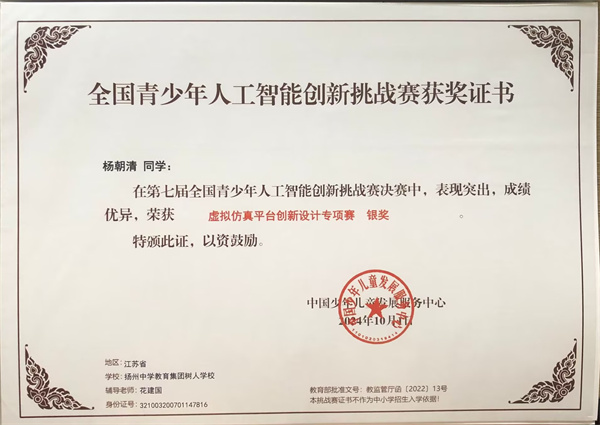 全国青少年人工智能创新挑战赛获奖证书
杨朝清 同学：
在第七届全国青少年人工智能创新挑战赛决赛中，表现突出，成绩
优异，荣获 虚拟仿真平台创新设计专项赛 银奖 。
特颁此证，以资鼓励。
中国少年儿童发展服务中心
2024年10月
地区：江苏省
学校：扬州中学教育集团树人学校
辅导老师：花建国
身份证号：321003200701147816
教育部批准文号：教监管厅函〔2022〕13号
本挑战赛证书不作为中小学招生入学依据！